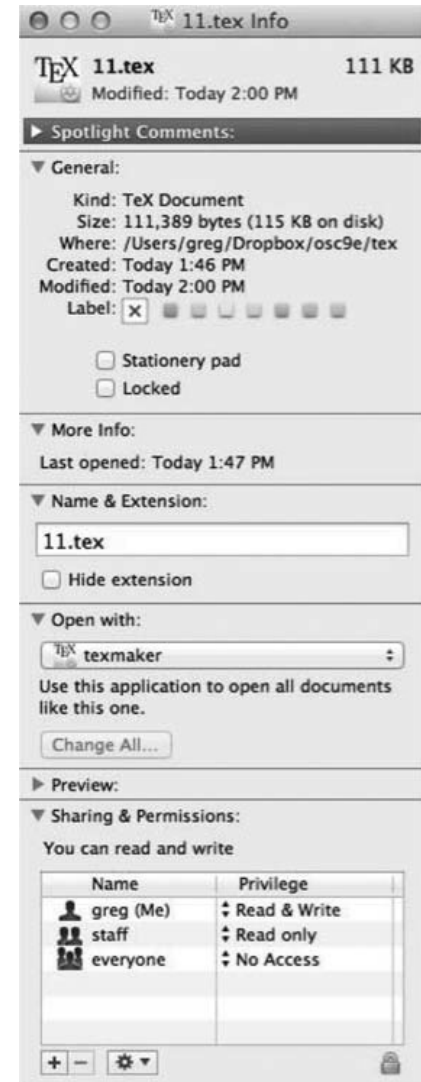 TEX 11.tex Info
TEX 11.tex 111 KB
Modified: Today 2:00 PM
Spotlight Comments:
General:
Kind: TeX Document
Size: 111,389 bytes (115 KB on disk)
Where: /Users/greg/Dropbox/osc9e/tex
Created: Today 1:46 PM
Modified: Today 2:00 PM
Label:
Stationery pad
Locked
More Info:
Last opened: Today 1:47 PM
Name & Extension:
11.tex
Hide extension
Open with:
TEX texmaker
Use this application to open all documents
like this one.
Change All...
Preview:
Sharing & Permissions:
You can read and write
Name Privilege
greg (Me) Read & Write
staff Read only
everyone No Access